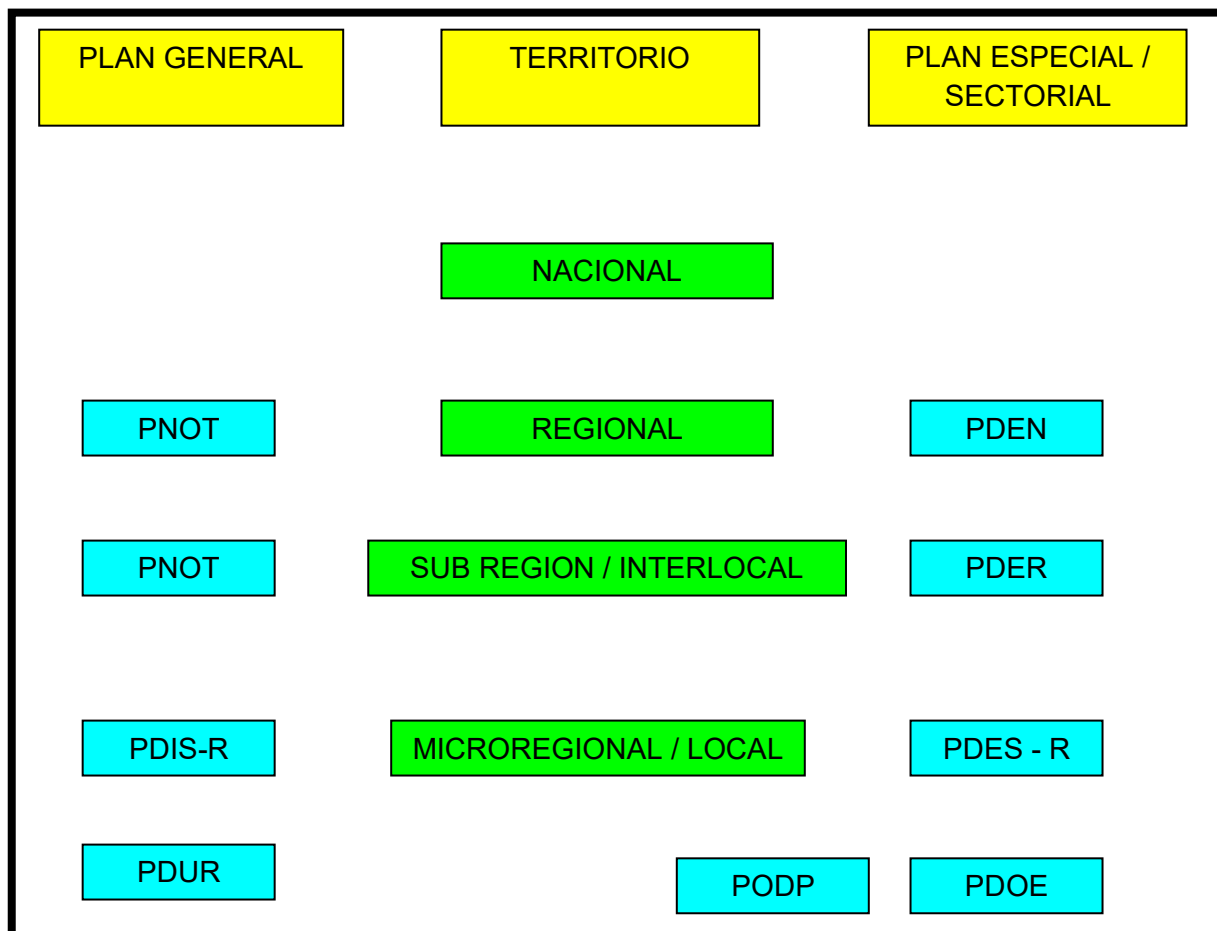 PLAN GENERAL
TERRITORIO
PLAN ESPECIAL /
SECTORIAL
NACIONAL
PNOT
REGIONAL
PDEN
PNOT
SUB REGION / INTERLOCAL
PDER
PDIS-R
MICROREGIONAL / LOCAL
PDES - R
PDUR
PODP
PDOE